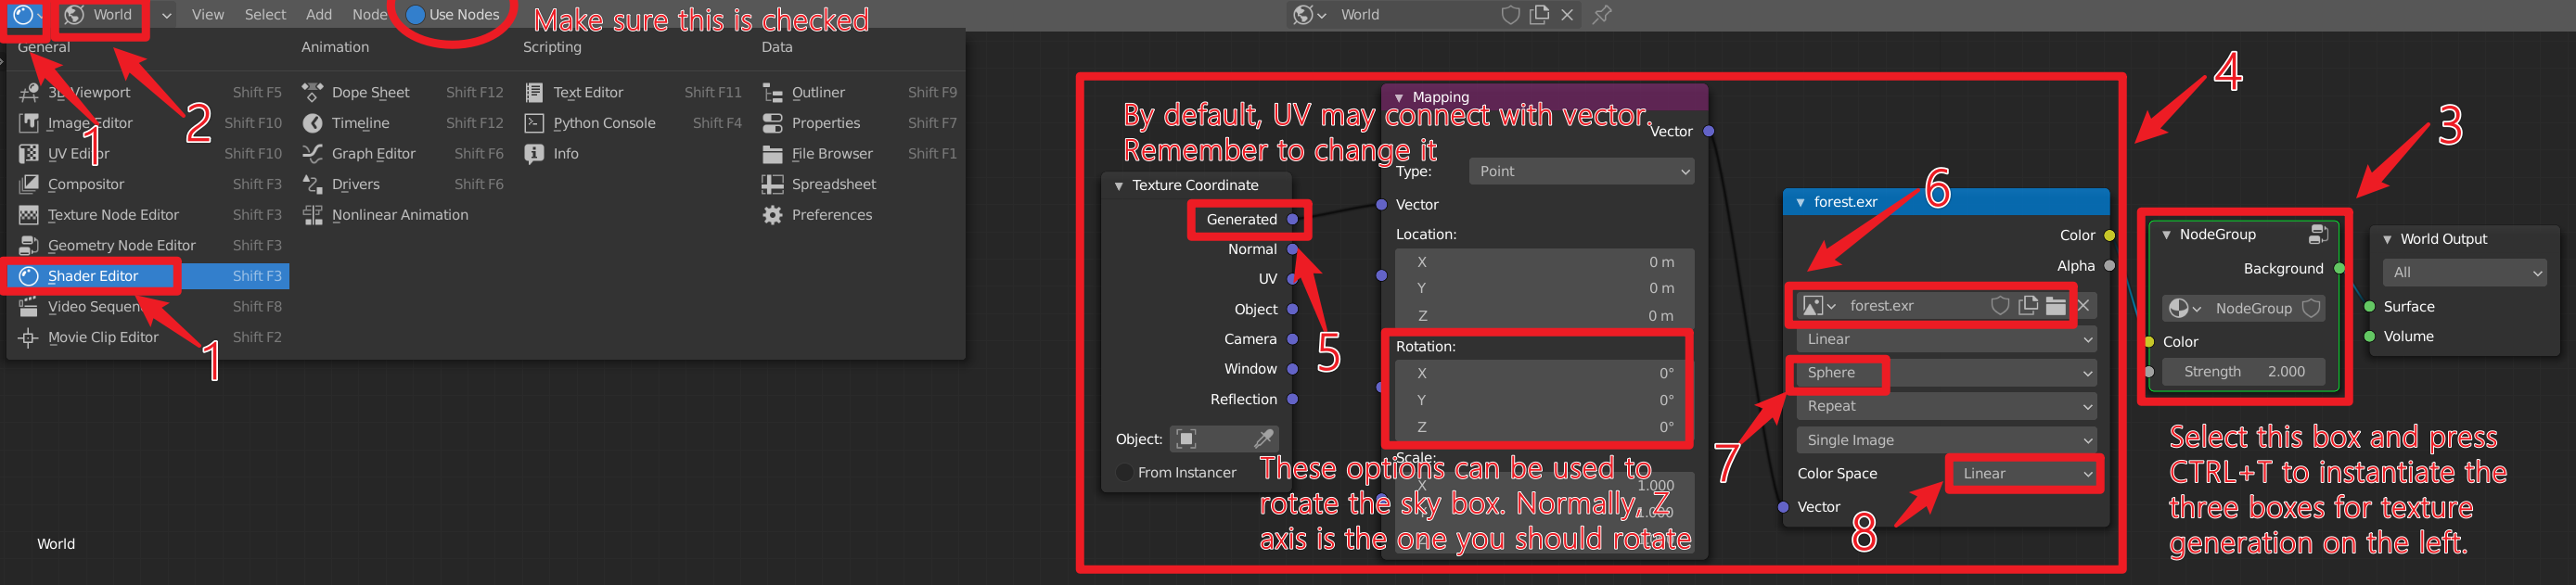 World
View
Select
Add
Node
Use Nodes
Make sure this is checked
World
General
Animation
Scripting
Data
3D Viewport Shift F5
Image Editor Shift F10
UV Editor Shift F10
Compositor Shift F3
Texture Node Editor Shift F3
Geometry Node Editor Shift F3
Shader Editor Shift F3
Video Sequen Shift F8
Movie Clip Editor Shift F2
Dope Sheet Shift F12
Timeline Shift F12
Graph Editor Shift F6
Drivers Shift F6
Nonlinear Animation
Text Editor Shift F11
Python Console Shift F4
Info
Outliner Shift F9
Properties Shift F7
File Browser Shift F1
Spreadsheet
Preferences
1
2
1
World
By default, UV may connect with vector.
Remember to change it
Texture Coordinate
Generated
Normal
UV
Object
Camera
Window
Reflection
Object:
From Instancer
5
Mapping
Vector
Type: Point
Vector
Location:
X 0 m
Y 0 m
Z 0 m
Rotation:
X 0°
Y 0°
Z 0°
Scale:
X 1.000
1.000
These options can be used to
rotate the sky box. Normally, Z
axis is the one you should rotate
6
forest.exr
Color
Alpha
forest.exr
Linear
Sphere
Repeat
Single Image
Color Space Linear
Vector
7
8
4
3
NodeGroup
Background
NodeGroup
Color
Strength 2.000
World Output
All
Surface
Volume
Select this box and press
CTRL+T to instantiate the
three boxes for texture
generation on the left.